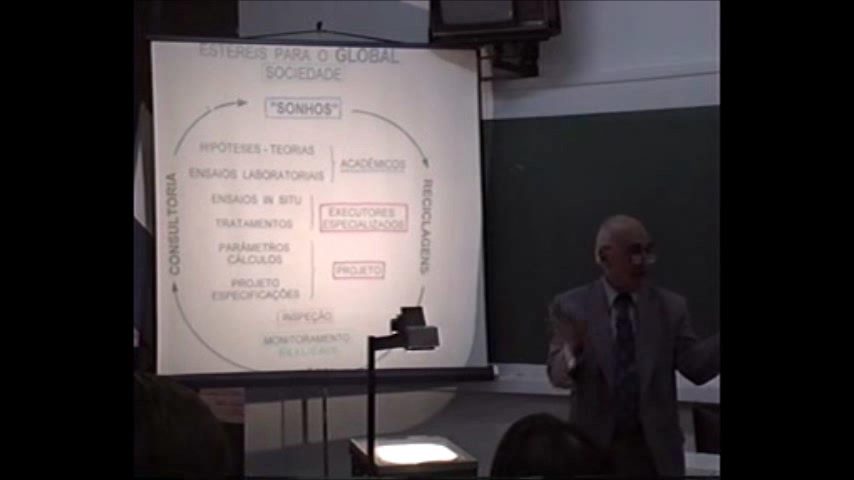 ESTÉREIS PARA O GLOBAL
SOCIEDADE
"SONHOS"
HIPÓTESES - TEORIAS
ENSAIOS LABORATORIAIS
ACADÊMICOS
ENSAIOS IN SITU
TRATAMENTOS
EXECUTORES
ESPECIALIZADOS
PARÂMETROS
CÁLCULOS
PROJETO
ESPECIFICAÇÕES
PROJETO
INSPEÇÃO
MONITORAMENTO
CONSULTORIA
RECICLAGENS